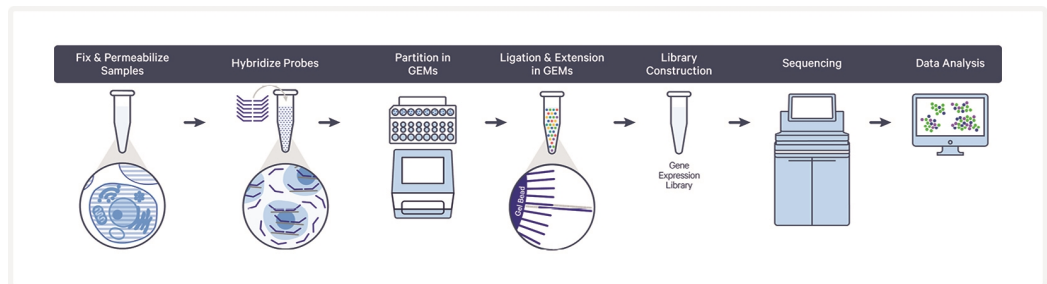 Fix & Permeabilize
Samples
Hybridize Probes
Partition in
GEMs
Ligation & Extension
in GEMs
Library
Construction
Sequencing
Data Analysis
Gel Bead
Gene
Expression
Library